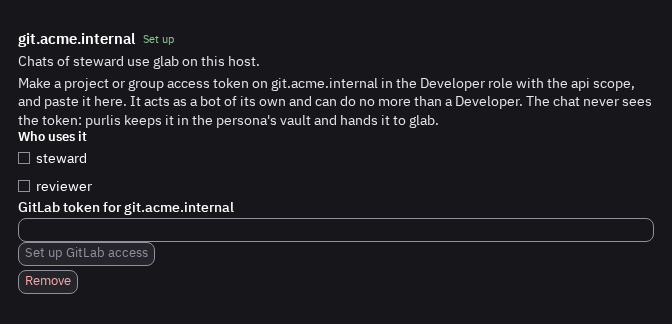 git.acme.internal Set up
Chats of steward use glab on this host.
Make a project or group access token on git.acme.internal in the Developer role with the api scope,
and paste it here. It acts as a bot of its own and can do no more than a Developer. The chat never sees
the token: purlis keeps it in the persona's vault and hands it to glab.
Who uses it
steward
reviewer
GitLab token for git.acme.internal
Set up GitLab access
Remove